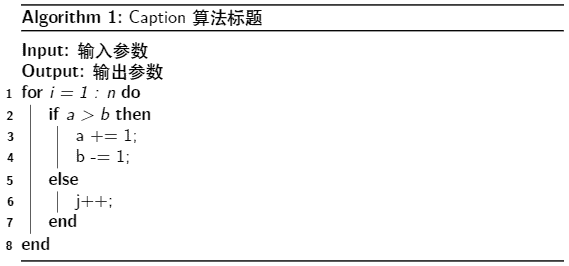 Algorithm 1: Caption 算法标题
Input: 输入参数
Output: 输出参数
1 for i = 1 : n do
2 if a > b then
3 a += 1;
4 b -= 1;
5 else
6 j++;
7 end
8 end